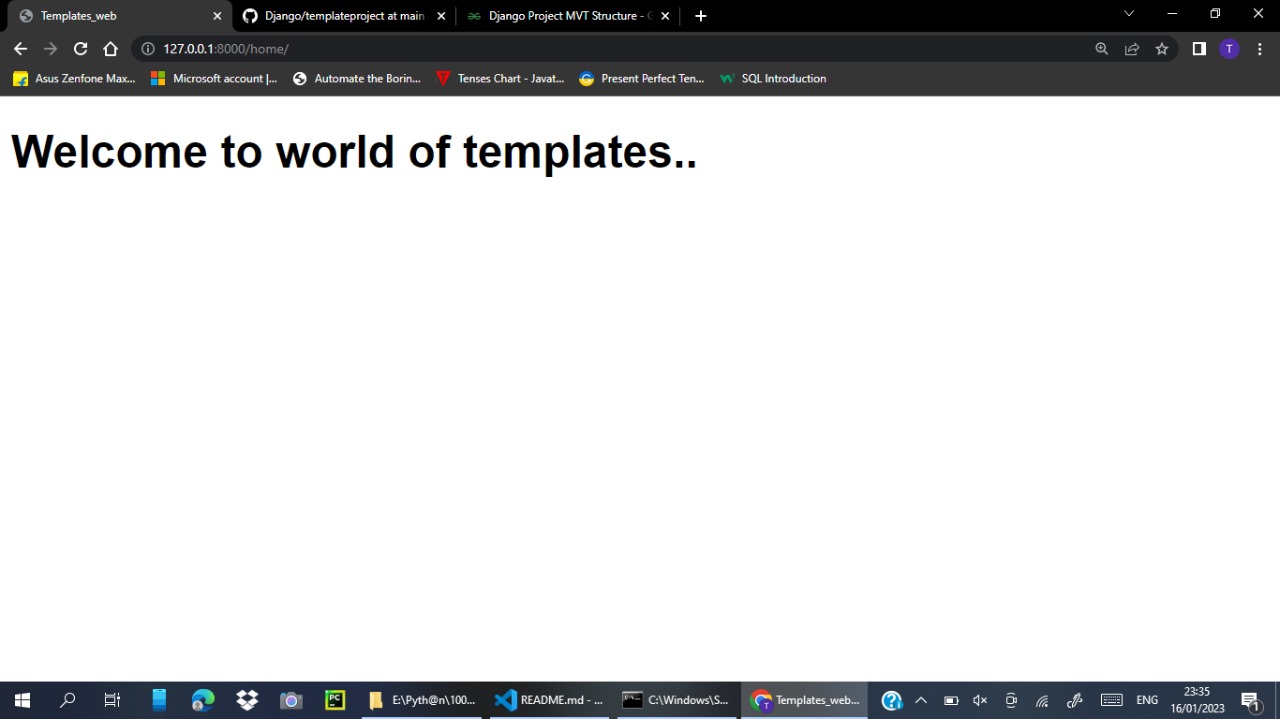 Templates_web
Django/templateproject at main
Django Project MVT Structure - G
127.0.0.1:8000/home/
T
Asus Zenfone Max...
Microsoft account |...
Automate the Borin...
Tenses Chart - Javat...
Present Perfect Ten...
SQL Introduction
Welcome to world of templates..
PC
E:\Pyth@n\100...
README.md - ...
C:\Windows\S...
T
Templates_web...
ENG
23:35
16/01/2023
1